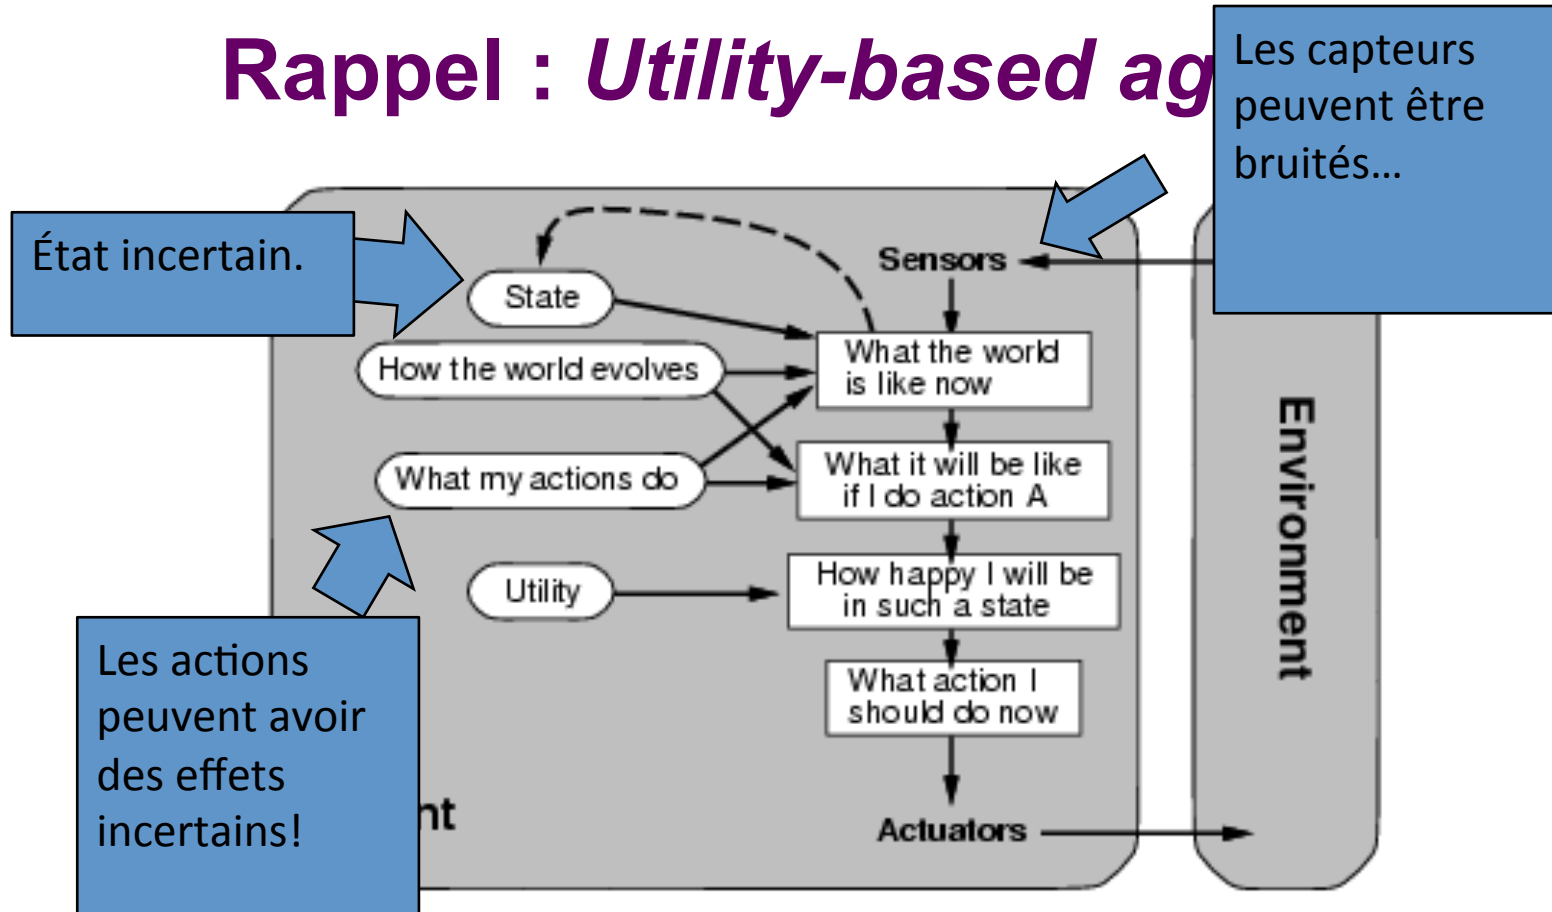 Rappel : Utility-based ag
Les capteurs
peuvent être
bruités...
État incertain.
Sensors
State
What the world
is like now
How the world evolves
What it will be like
if I do action A
What my actions do
How happy I will be
in such a state
Utility
What action I
should do now
Les actions
peuvent avoir
des effets
incertains!
nt
Actuators
Environment